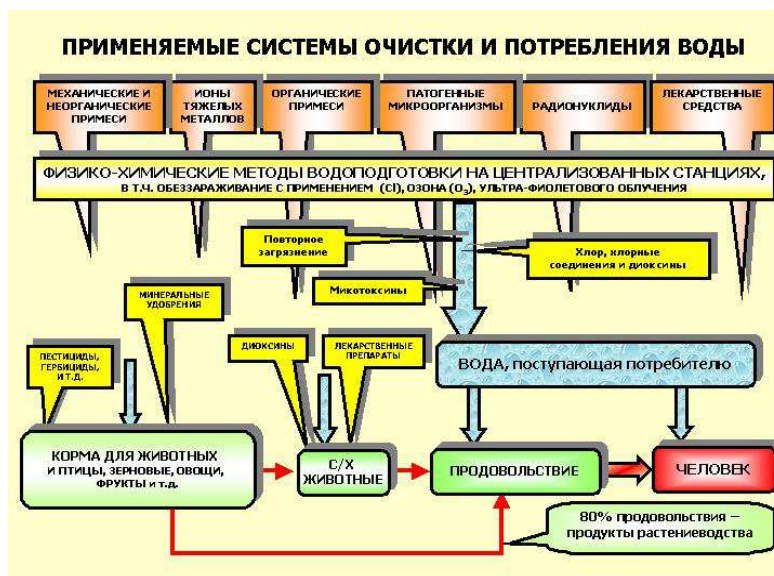 ПРИМЕНЯЕМЫЕ СИСТЕМЫ ОЧИСТКИ И ПОТРЕБЛЕНИЯ ВОДЫ
МЕХАНИЧЕСКИЕ И
НЕОРГАНИЧЕСКИЕ
ПРИМЕСИ
ИОНЫ
ТЯЖЕЛЫХ
МЕТАЛЛОВ
ОРГАНИЧЕСКИЕ
ПРИМЕСИ
ПАТОГЕННЫЕ
МИКРООРГАНИЗМЫ
РАДИОНУКЛИДЫ
ЛЕКАРСТВЕННЫЕ
СРЕДСТВА
ФИЗИКО-ХИМИЧЕСКИЕ МЕТОДЫ ВОДОПОДГОТОВКИ НА ЦЕНТРАЛИЗОВАННЫХ СТАНЦИЯХ,
В Т.Ч. ОБЕЗЗАРАЖИВАНИЕ С ПРИМЕНЕНИЕМ (Cl), ОЗОНА (O₃), УЛЬТРА-ФИОЛЕТОВОГО ОБЛУЧЕНИЯ
Повторное
загрязнение
Хлор, хлорные
соединения и диоксины
Микотоксины
МИНЕРАЛЬНЫЕ
УДОБРЕНИЯ
ПЕСТИЦИДЫ,
ГЕРБИЦИДЫ,
И Т.Д.
ДИОКСИНЫ
ЛЕКАРСТВЕННЫЕ
ПРЕПАРАТЫ
ВОДА, поступающая потребителю
КОРМА ДЛЯ ЖИВОТНЫХ
И ПТИЦЫ, ЗЕРНОВЫЕ, ОВОЩИ,
ФРУКТЫ и т.д.
С/Х
ЖИВОТНЫЕ
ПРОДОВОЛЬСТВИЕ
ЧЕЛОВЕК
80% продовольствия –
продукты растениеводства